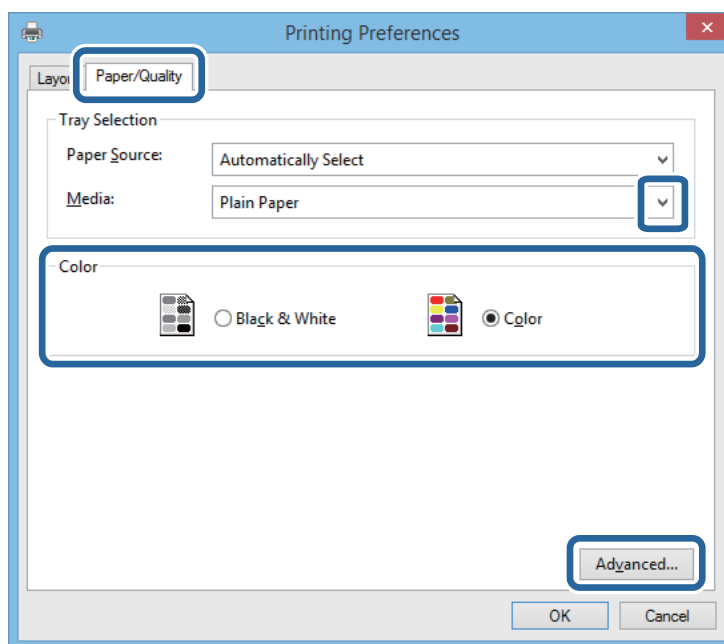 Printing Preferences
Layou
Paper/Quality
Tray Selection
Paper Source:
Automatically Select
Media:
Plain Paper
Color
Black & White
Color
Advanced...
OK
Cancel